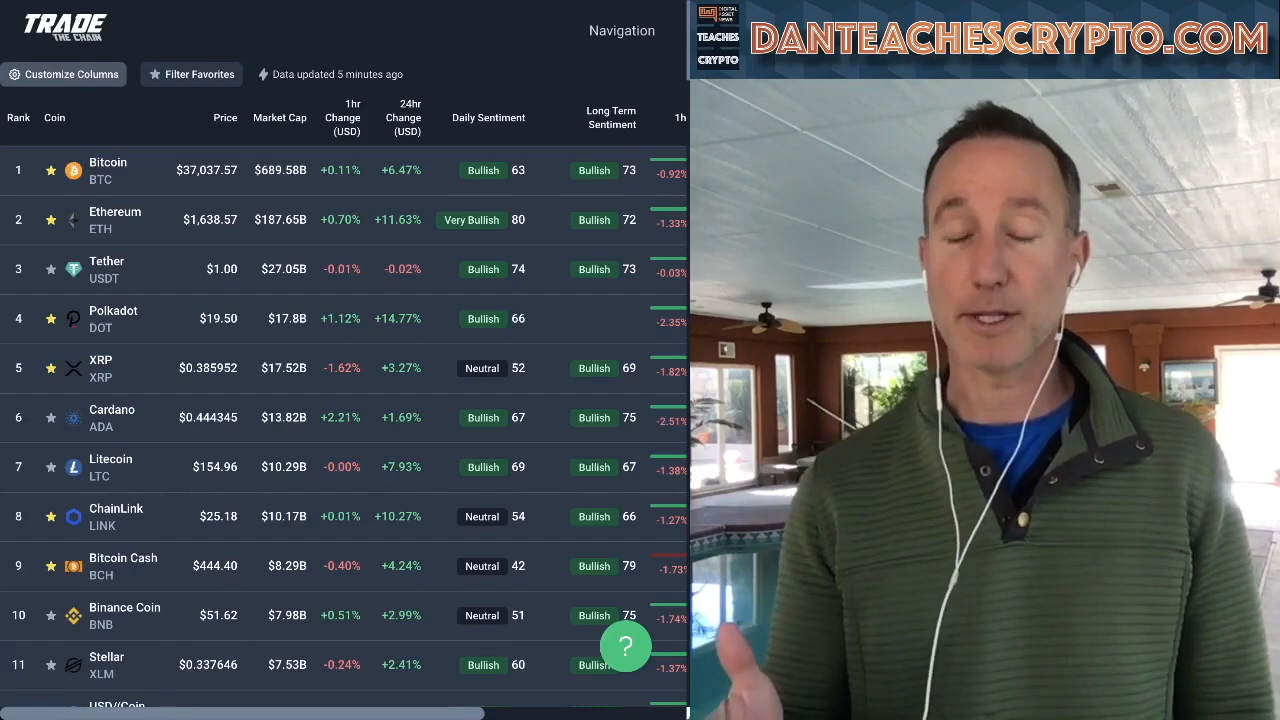 TRADE
THE CHAIN
Navigation
Customize Columns
Filter Favorites
Data updated 5 minutes ago
DIGITAL
ASSET
NEWS
TEACHES
CRYPTO
DANTEACHESCRYPTO.COM
Rank Coin Price Market Cap 1hr Change (USD) 24hr Change (USD) Daily Sentiment Long Term Sentiment 1h
1 Bitcoin BTC $37,037.57 $689.58B +0.11% +6.47% Bullish 63 Bullish 73 -0.92%
2 Ethereum ETH $1,638.57 $187.65B +0.70% +11.63% Very Bullish 80 Bullish 72 -1.33%
3 Tether USDT $1.00 $27.05B -0.01% -0.02% Bullish 74 Bullish 73 -0.03%
4 Polkadot DOT $19.50 $17.8B +1.12% +14.77% Bullish 66 -2.35%
5 XRP XRP $0.385952 $17.52B -1.62% +3.27% Neutral 52 Bullish 69 -1.82%
6 Cardano ADA $0.444345 $13.82B +2.21% +1.69% Bullish 67 Bullish 75 -2.51%
7 Litecoin LTC $154.96 $10.29B -0.00% +7.93% Bullish 69 Bullish 67 -1.38%
8 ChainLink LINK $25.18 $10.17B +0.01% +10.27% Neutral 54 Bullish 66 -1.27%
9 Bitcoin Cash BCH $444.40 $8.29B -0.40% +4.24% Neutral 42 Bullish 79 -1.73%
10 Binance Coin BNB $51.62 $7.98B +0.51% +2.99% Neutral 51 Bullish 75 -1.74%
11 Stellar XLM $0.337646 $7.53B -0.24% +2.41% Bullish 60 Bullish -1.37%
?